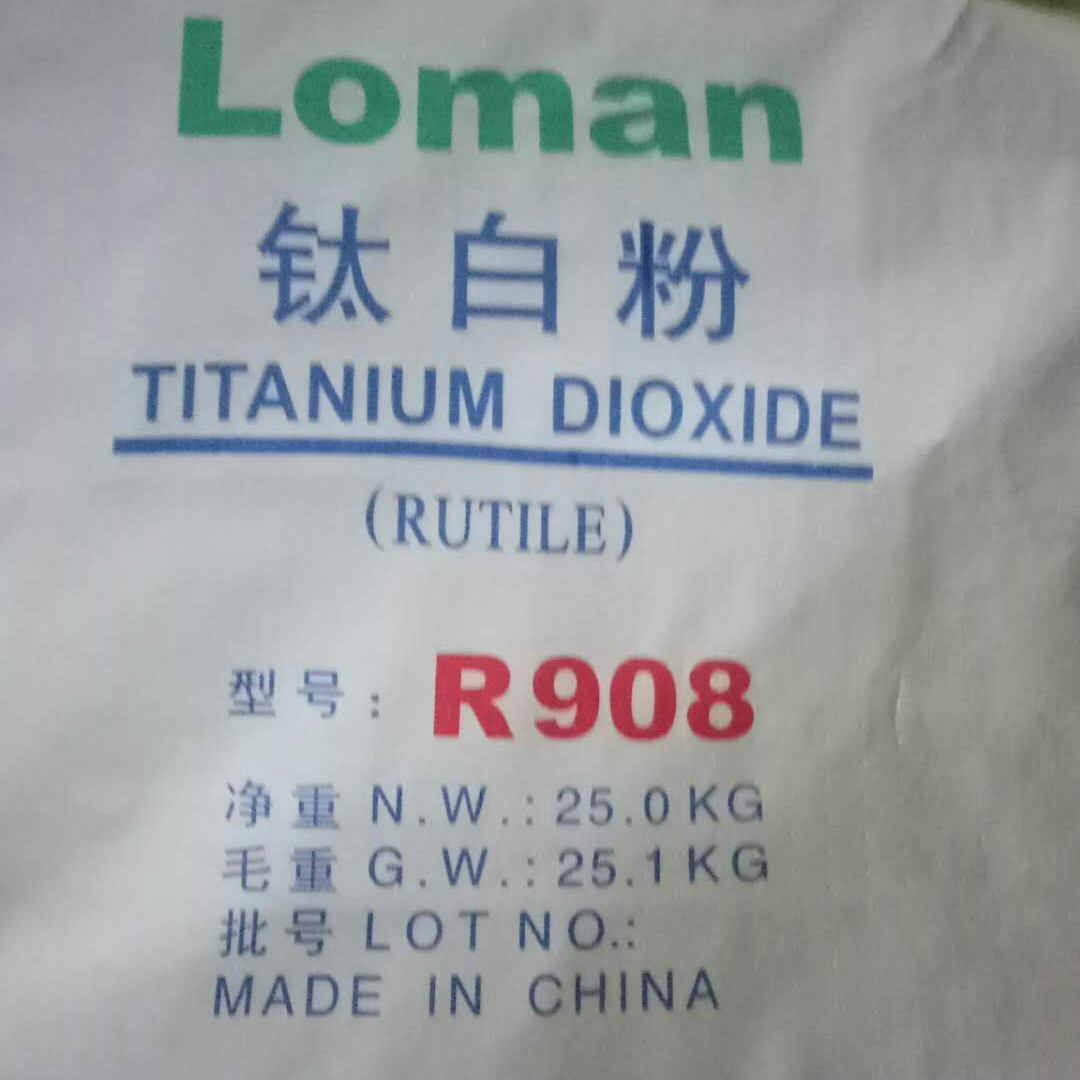 Loman
钛白粉
TITANIUM DIOXIDE
(RUTILE)
型号: R908
净重 N.W.: 25.0KG
毛重 G.W.: 25.1KG
批号 LOT NO.:
MADE IN CHINA